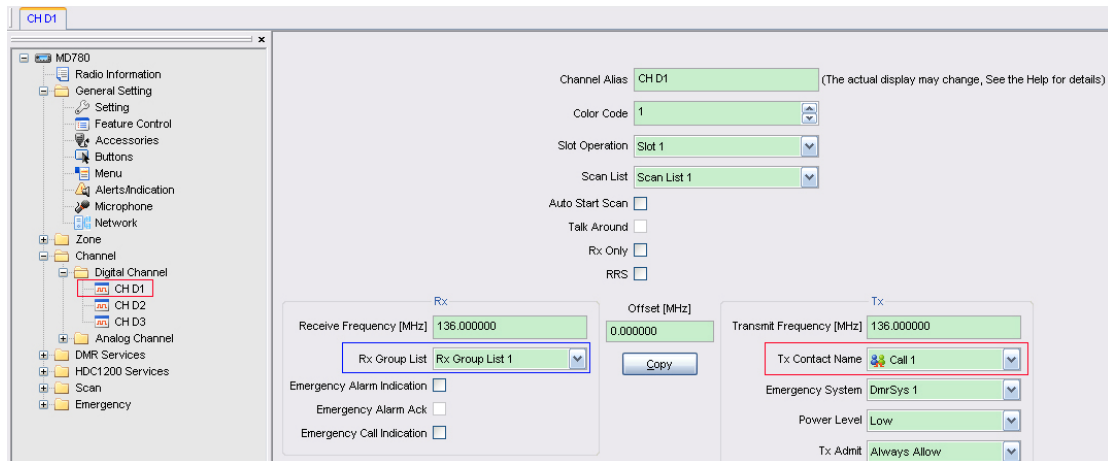 CH D1
MD780
Radio Information
General Setting
Setting
Feature Control
Accessories
Buttons
Menu
Alerts/Indication
Microphone
Network
Zone
Channel
Digital Channel
CH D1
CH D2
CH D3
Analog Channel
DMR Services
HDC1200 Services
Scan
Emergency
Channel Alias CH D1 (The actual display may change, See the Help for details)
Color Code 1
Slot Operation Slot 1
Scan List Scan List 1
Auto Start Scan
Talk Around
Rx Only
RRS
Rx
Receive Frequency [MHz] 136.000000
Rx Group List Rx Group List 1
Emergency Alarm Indication
Emergency Alarm Ack
Emergency Call Indication
Offset [MHz]
0.000000
Copy
Tx
Transmit Frequency [MHz] 136.000000
Tx Contact Name Call 1
Emergency System DmrSys 1
Power Level Low
Tx Admit Always Allow